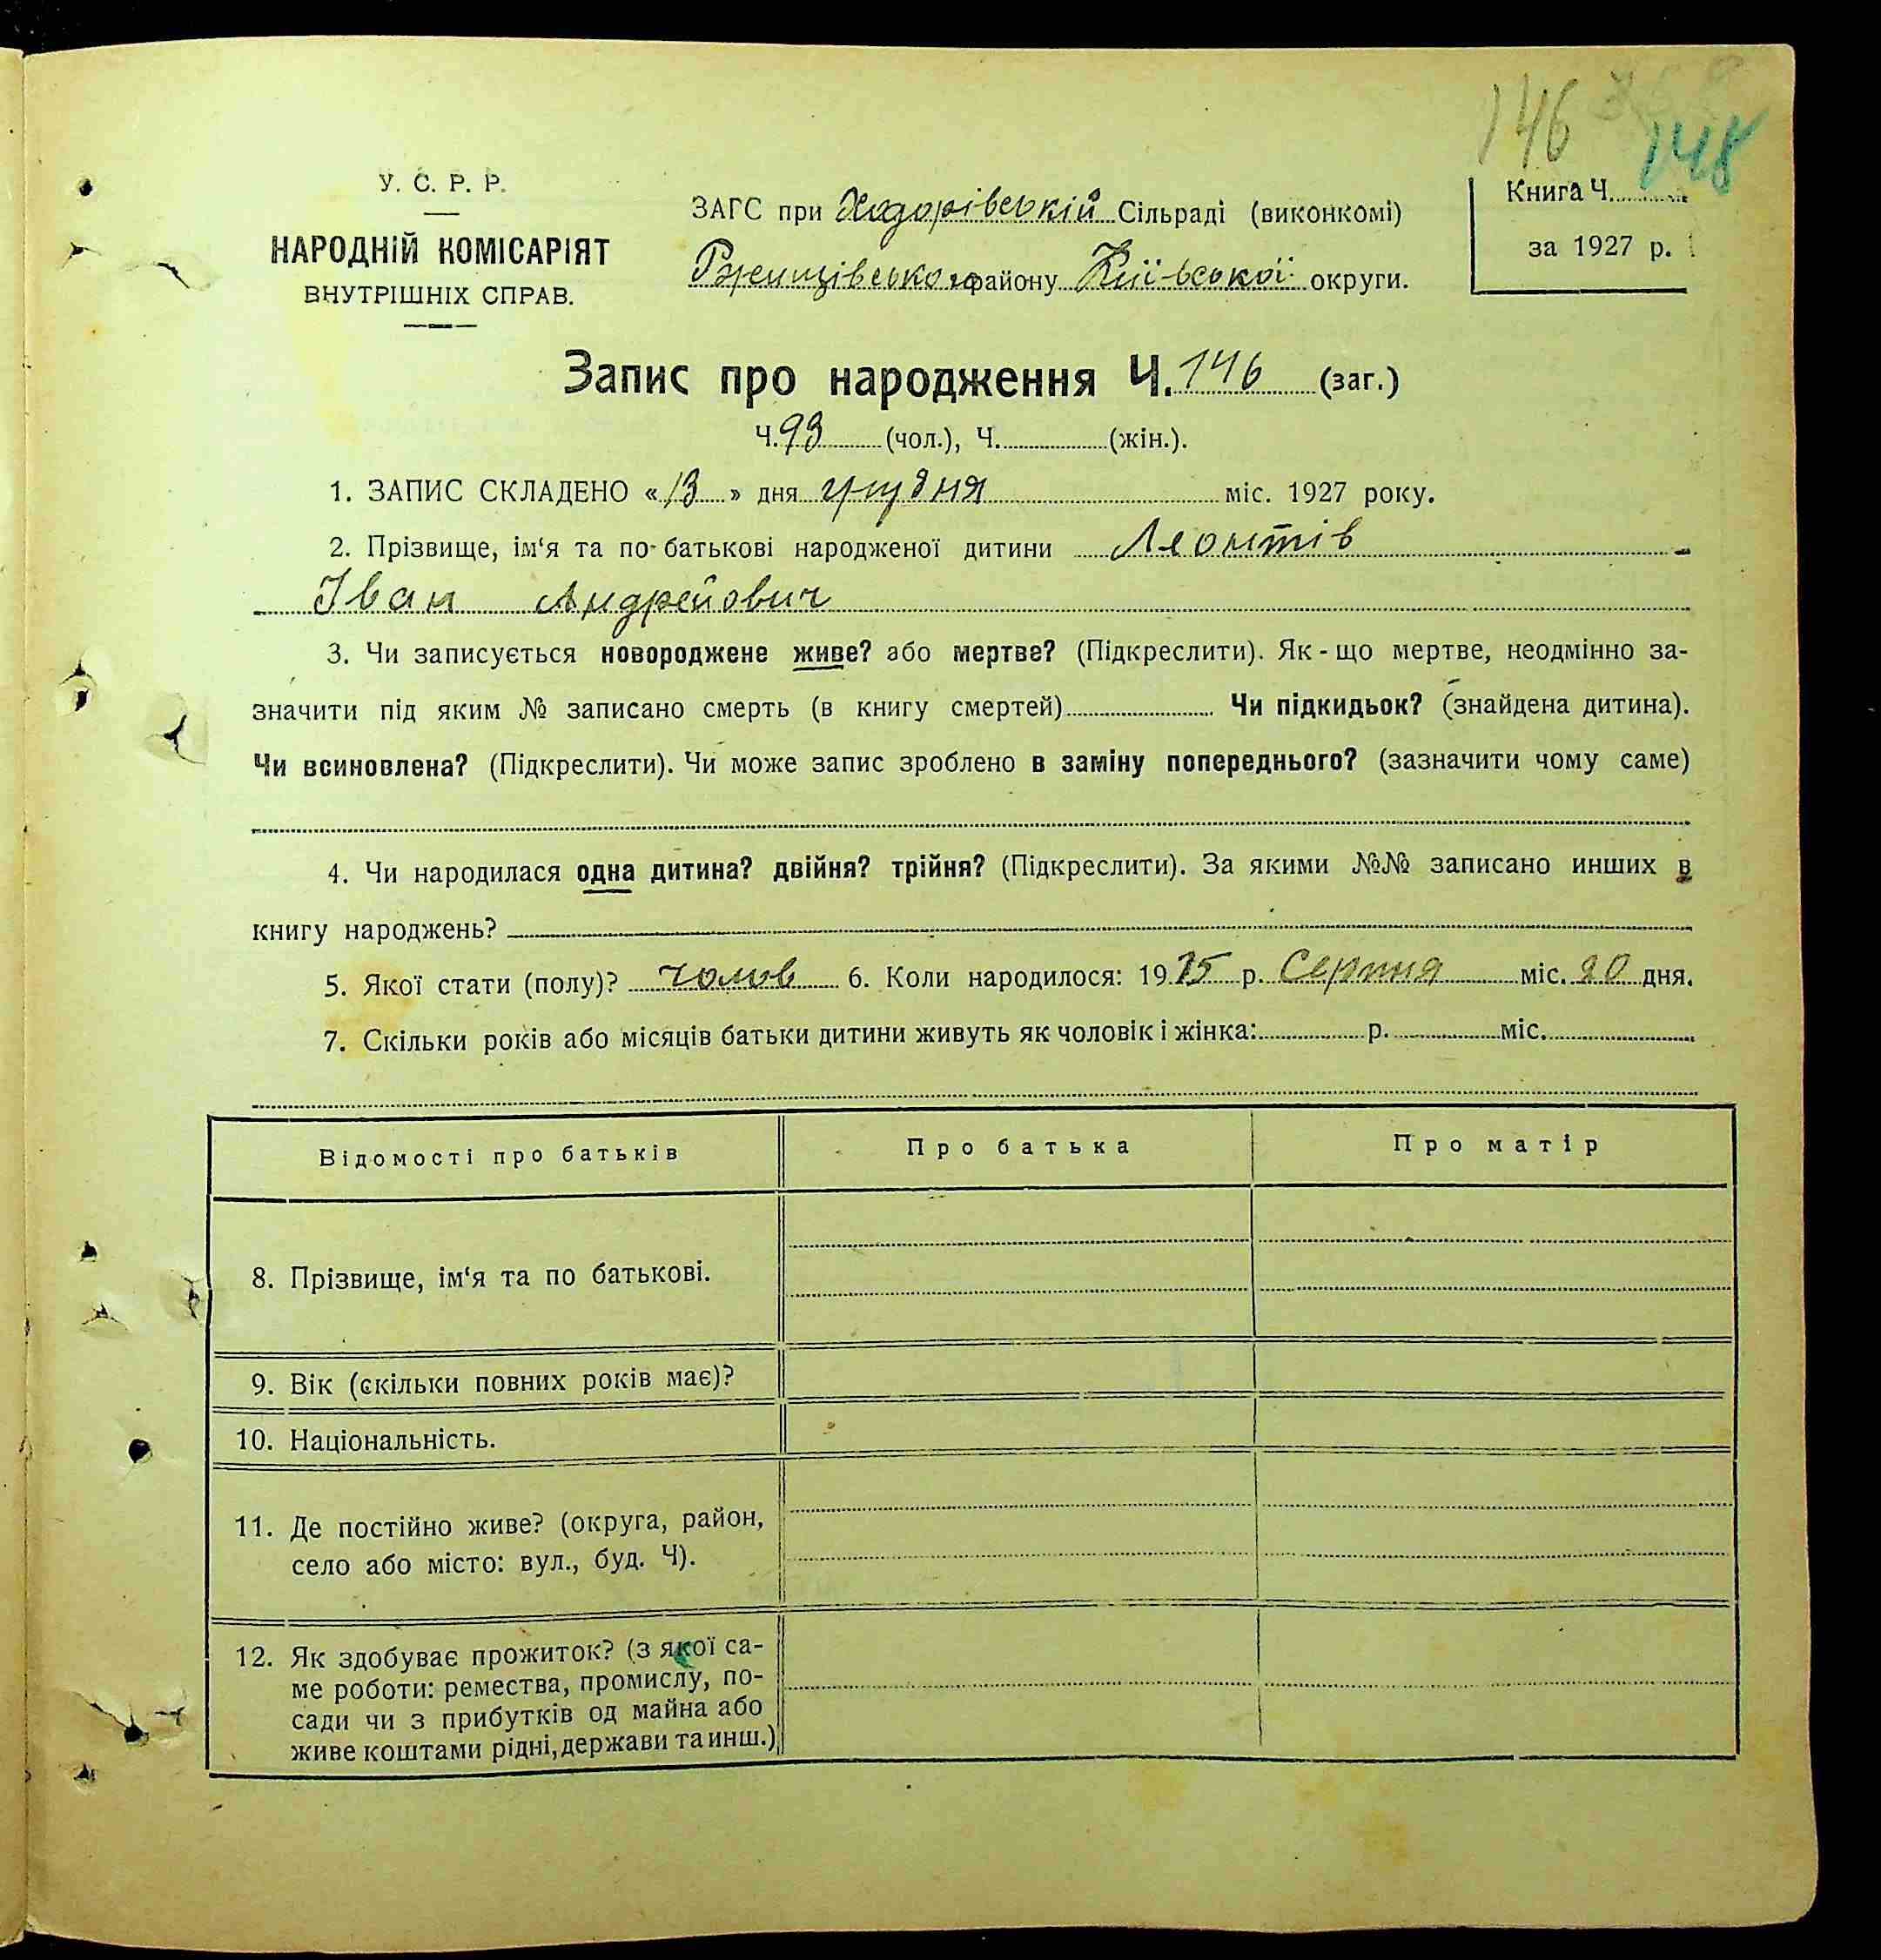 146
148
У. С. Р. Р.
НАРОДНІЙ КОМІСАРІЯТ
ВНУТРІШНІХ СПРАВ.
ЗАГС при Ходорівській Сільраді (виконкомі)
Ржищівського району Київської округи.
Книга Ч.
за 1927 р.
Запис про народження Ч. 146 (заг.)
Ч. 93 (чол.), Ч. (жін.).
1. ЗАПИС СКЛАДЕНО « 13 » дня грудня міс. 1927 року.
2. Прізвище, ім‘я та по-батькові народженої дитини Леонтів
Іван Андрейович
3. Чи записується новороджене живе? або мертве? (Підкреслити). Як-що мертве, неодмінно за-
значити під яким № записано смерть (в книгу смертей) Чи підкидьок? (знайдена дитина).
Чи всиновлена? (Підкреслити). Чи може запис зроблено в заміну попереднього? (зазначити чому саме)
4. Чи народилася одна дитина? двійня? трійня? (Підкреслити). За якими №№ записано инших в
книгу народжень?
5. Якої стати (полу)? чолов 6. Коли народилося: 19 р. Серпня міс. 20 дня.
7. Скільки років або місяців батьки дитини живуть як чоловік і жінка: р. міс.
Відомості про батьків Про батька Про матір
8. Прізвище, ім‘я та по батькові.
9. Вік (скільки повних років має)?
10. Національність.
11. Де постійно живе? (округа, район,
село або місто: вул., буд. Ч).
12. Як здобуває прожиток? (з якої са-
ме роботи: ремества, промислу, по-
сади чи з прибутків од майна або
живе коштами рідні, держави та инш.)